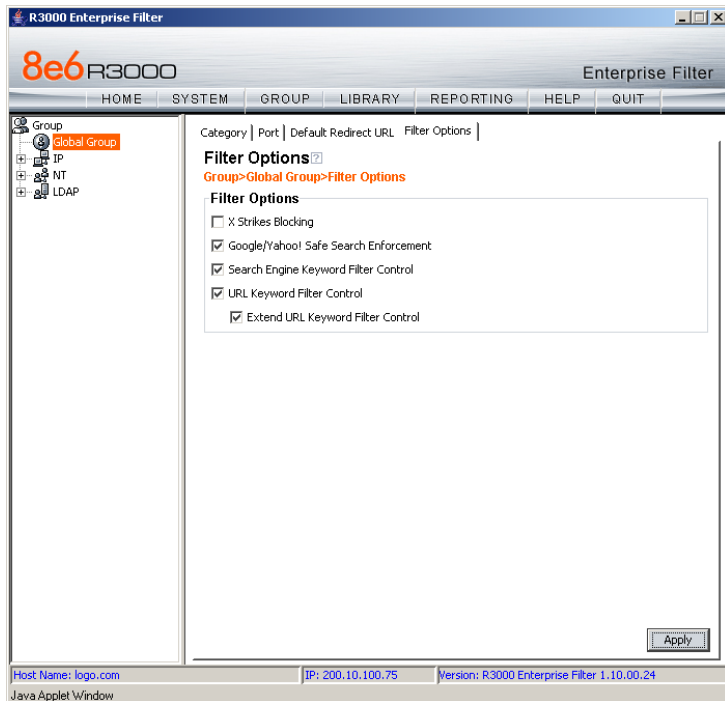 R3000 Enterprise Filter
8e6 R3000
Enterprise Filter
HOME SYSTEM GROUP LIBRARY REPORTING HELP QUIT
Group
Global Group
IP
NT
LDAP
Category Port Default Redirect URL Filter Options
Filter Options ?
Group>Global Group>Filter Options
Filter Options
X Strikes Blocking
Google/Yahoo! Safe Search Enforcement
Search Engine Keyword Filter Control
URL Keyword Filter Control
Extend URL Keyword Filter Control
Apply
Host Name: logo.com IP: 200.10.100.75 Version: R3000 Enterprise Filter 1.10.00.24
Java Applet Window